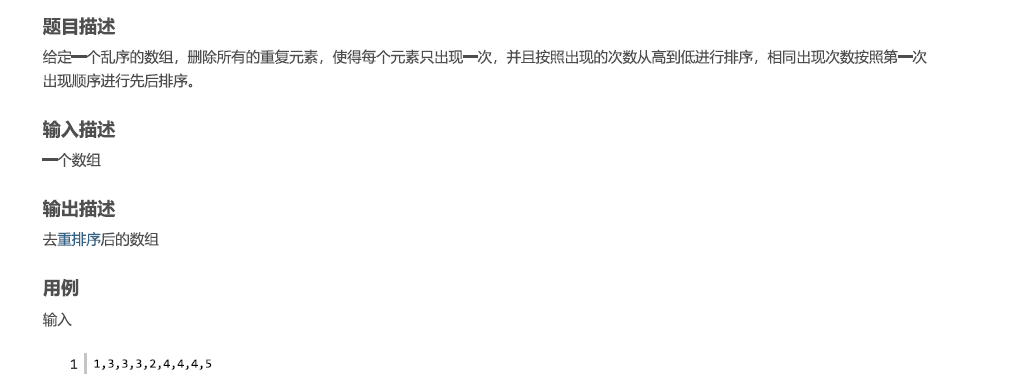 题目描述
给定一个乱序的数组，删除所有的重复元素，使得每个元素只出现一次，并且按照出现的次数从高到低进行排序，相同出现次数按照第一次
出现顺序进行先后排序。
输入描述
一个数组
输出描述
去重排序后的数组
用例
输入
1 1,3,3,3,2,4,4,4,5